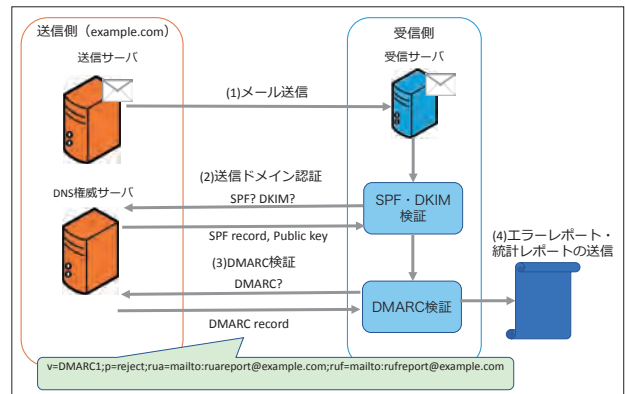 送信側（example.com）
受信側
送信サーバ
受信サーバ
(1)メール送信
(2)送信ドメイン認証
DNS権威サーバ
SPF? DKIM?
SPF・DKIM
検証
SPF record, Public key
(4)エラーレポート・
統計レポートの送信
(3)DMARC検証
DMARC?
DMARC検証
DMARC record
v=DMARC1;p=reject;rua=mailto:ruareport@example.com;ruf=mailto:rufreport@example.com